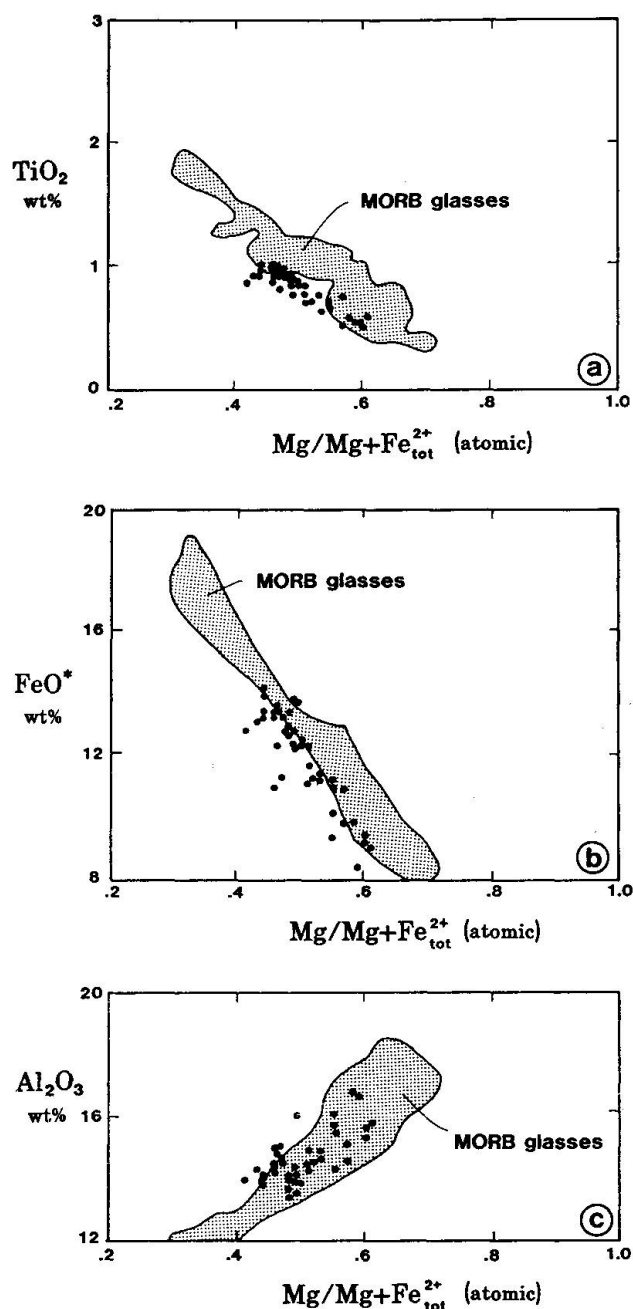 3
2
TiO2
wt%
MORB glasses
1
0
.2 .4 .6 .8 1.0
a
Mg/Mg+Fe2+tot (atomic)
20
16
MORB glasses
FeO*
wt%
12
8
.2 .4 .6 .8 1.0
b
Mg/Mg+Fe2+tot (atomic)
20
Al2O3
wt%
16
MORB glasses
12
.2 .4 .6 .8 1.0
c
Mg/Mg+Fe2+tot (atomic)